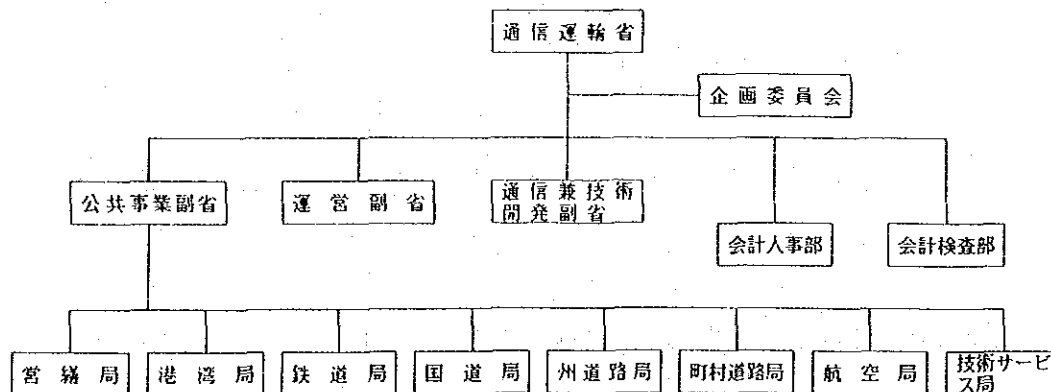 通信運輸省
企画委員会
公共事業副省
運営副省
通信兼技術
開発副省
会計人事部
会計検査部
営繕局
港湾局
鉄道局
国道局
州道路局
町村道路局
航空局
技術サービ
ス局